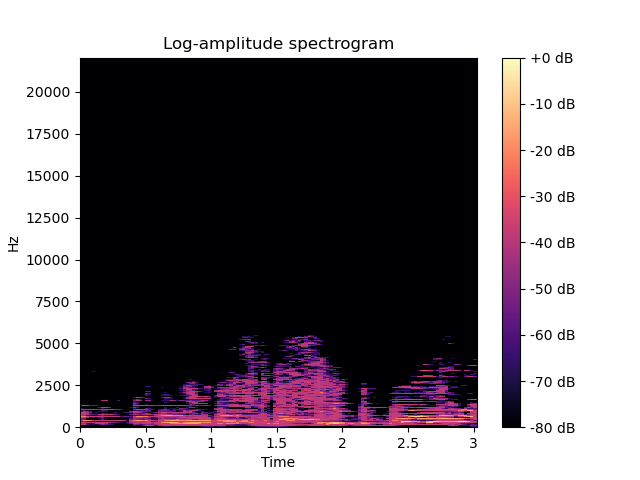 Log-amplitude spectrogram
Hz
20000
17500
15000
12500
10000
7500
5000
2500
0
0 0.5 1 1.5 2 2.5 3
Time
+0 dB
-10 dB
-20 dB
-30 dB
-40 dB
-50 dB
-60 dB
-70 dB
-80 dB